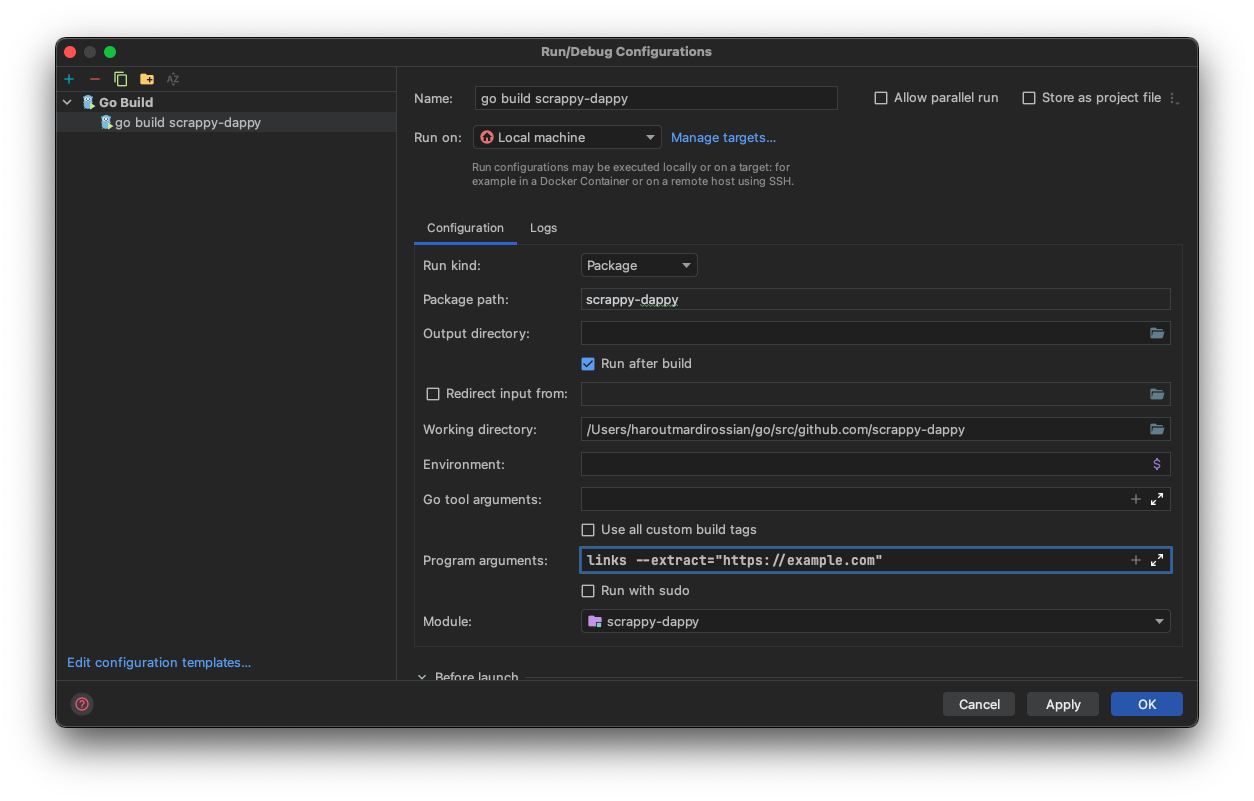 Run/Debug Configurations
Go Build
go build scrappy-dappy
Edit configuration templates...
Name: go build scrappy-dappy
Allow parallel run
Store as project file
Run on: Local machine Manage targets...
Run configurations may be executed locally or on a target: for
example in a Docker Container or on a remote host using SSH.
Configuration Logs
Run kind: Package
Package path: scrappy-dappy
Output directory:
Run after build
Redirect input from:
Working directory: /Users/haroutmardirossian/go/src/github.com/scrappy-dappy
Environment: $
Go tool arguments:
Use all custom build tags
Program arguments: links --extract="https://example.com"
Run with sudo
Module: scrappy-dappy
Before launch
Cancel Apply OK